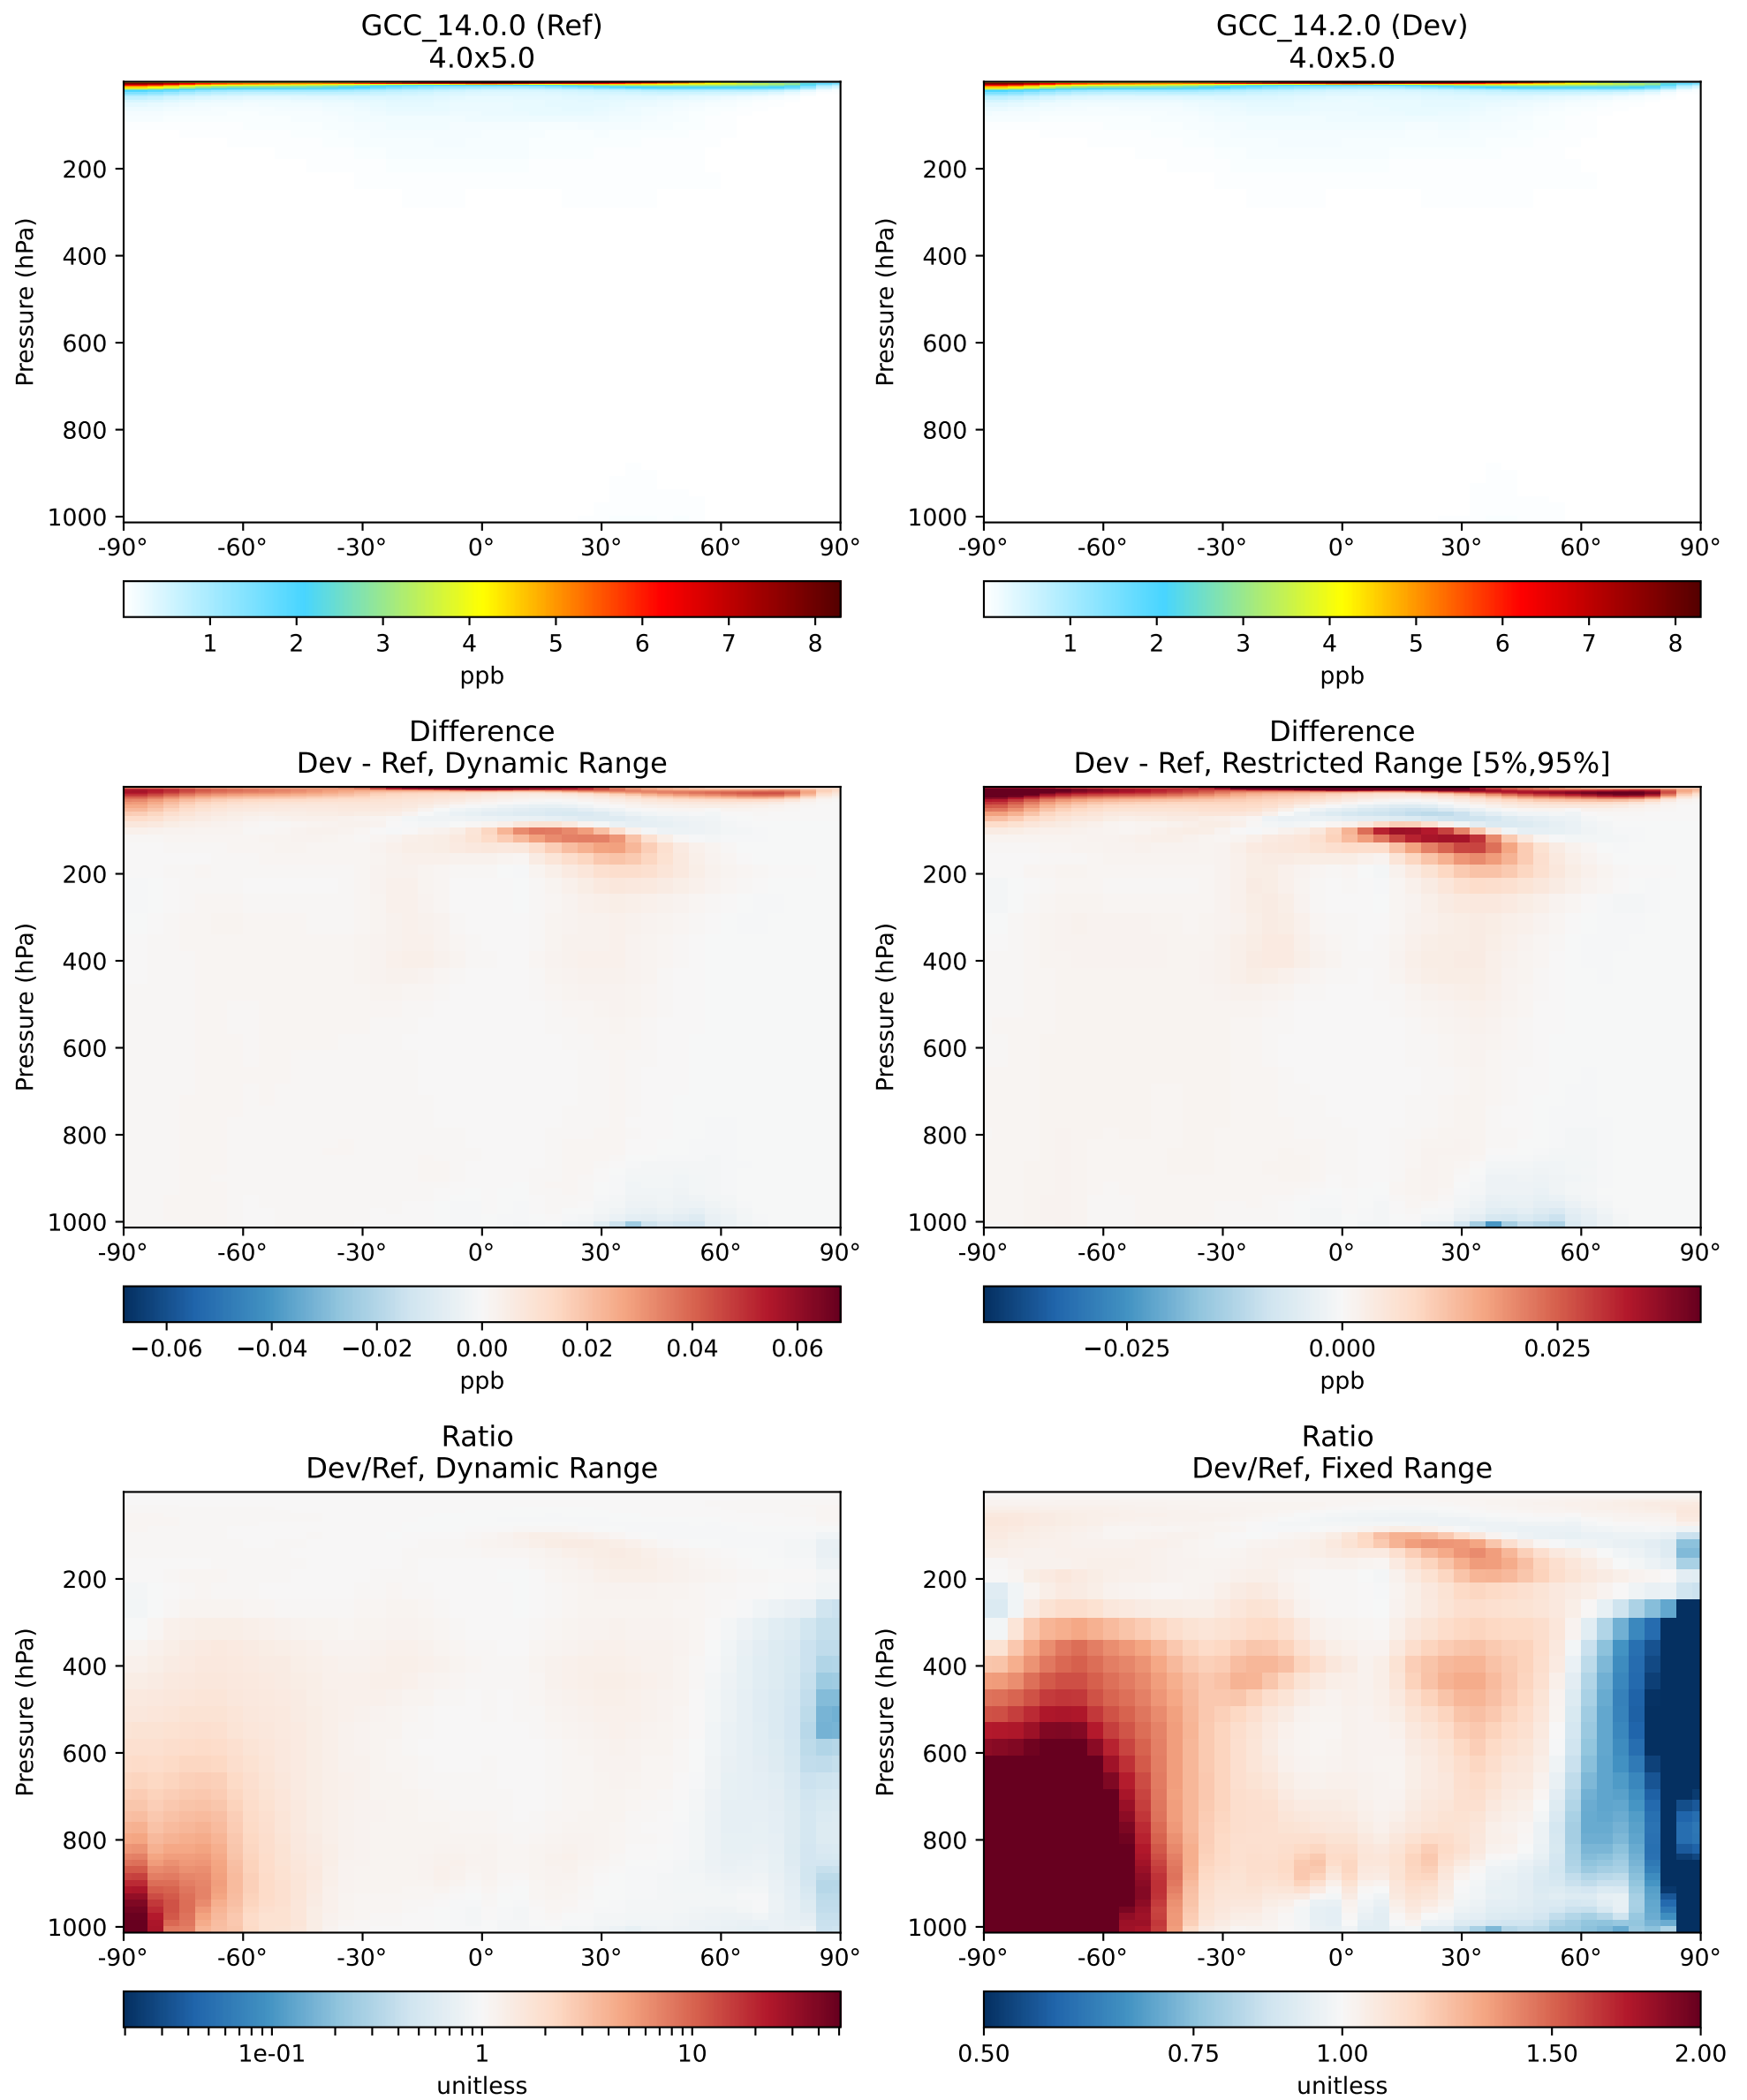 GCC_14.0.0 (Ref)
4.0x5.0
GCC_14.2.0 (Dev)
4.0x5.0
Pressure (hPa)
200
400
600
800
1000
-90° -60° -30° 0° 30° 60° 90°
Pressure (hPa)
200
400
600
800
1000
-90° -60° -30° 0° 30° 60° 90°
1 2 3 4 5 6 7 8
ppb
1 2 3 4 5 6 7 8
ppb
Difference
Dev - Ref, Dynamic Range
Difference
Dev - Ref, Restricted Range [5%,95%]
Pressure (hPa)
200
400
600
800
1000
-90° -60° -30° 0° 30° 60° 90°
Pressure (hPa)
200
400
600
800
1000
-90° -60° -30° 0° 30° 60° 90°
−0.06 −0.04 −0.02 0.00 0.02 0.04 0.06
ppb
−0.025 0.000 0.025
ppb
Ratio
Dev/Ref, Dynamic Range
Ratio
Dev/Ref, Fixed Range
Pressure (hPa)
200
400
600
800
1000
-90° -60° -30° 0° 30° 60° 90°
Pressure (hPa)
200
400
600
800
1000
-90° -60° -30° 0° 30° 60° 90°
1e-01 1 10
unitless
0.50 0.75 1.00 1.50 2.00
unitless